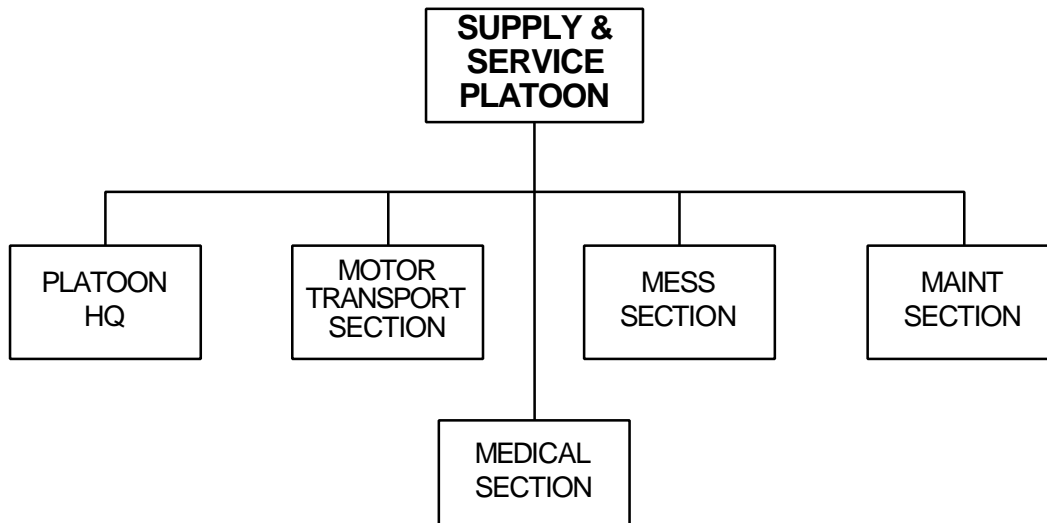 SUPPLY &
SERVICE
PLATOON
PLATOON
HQ
MOTOR
TRANSPORT
SECTION
MESS
SECTION
MAINT
SECTION
MEDICAL
SECTION